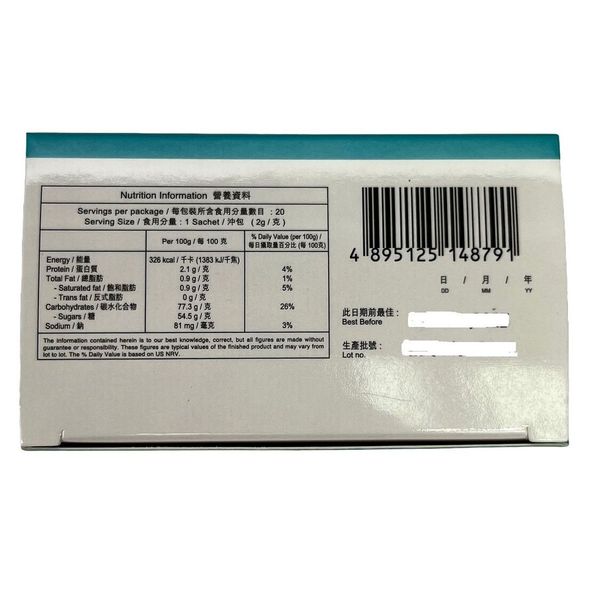 Nutrition Information 營養資料
Servings per package / 每包裝所含食用分量數目 : 20
Serving Size / 食用分量 : 1 Sachet / 沖包 (2g / 克)
Per 100g / 每 100 克 % Daily Value (per 100g) / 每日攝取量百分比 (每 100克)
Energy / 能量 326 kcal / 千卡 (1383 kJ/千焦)
Protein / 蛋白質 2.1 g / 克 4%
Total Fat / 總脂肪 0.9 g / 克 1%
- Saturated fat / 飽和脂肪 0.9 g / 克 5%
- Trans fat / 反式脂肪 0 g / 克
Carbohydrates / 碳水化合物 77.3 g / 克 26%
- Sugars / 糖 54.5 g / 克
Sodium / 鈉 81 mg / 毫克 3%
The information contained herein is to our best knowledge, correct, but all figures are made without
guarantee or responsibility. These figures are typical values of the finished product and may vary from
lot to lot. The % Daily Value is based on US NRV.
4 895125 148791
日 / 月 / 年
DD MM YY
此日期前最佳 :
Best Before
生產批號 :
Lot no.